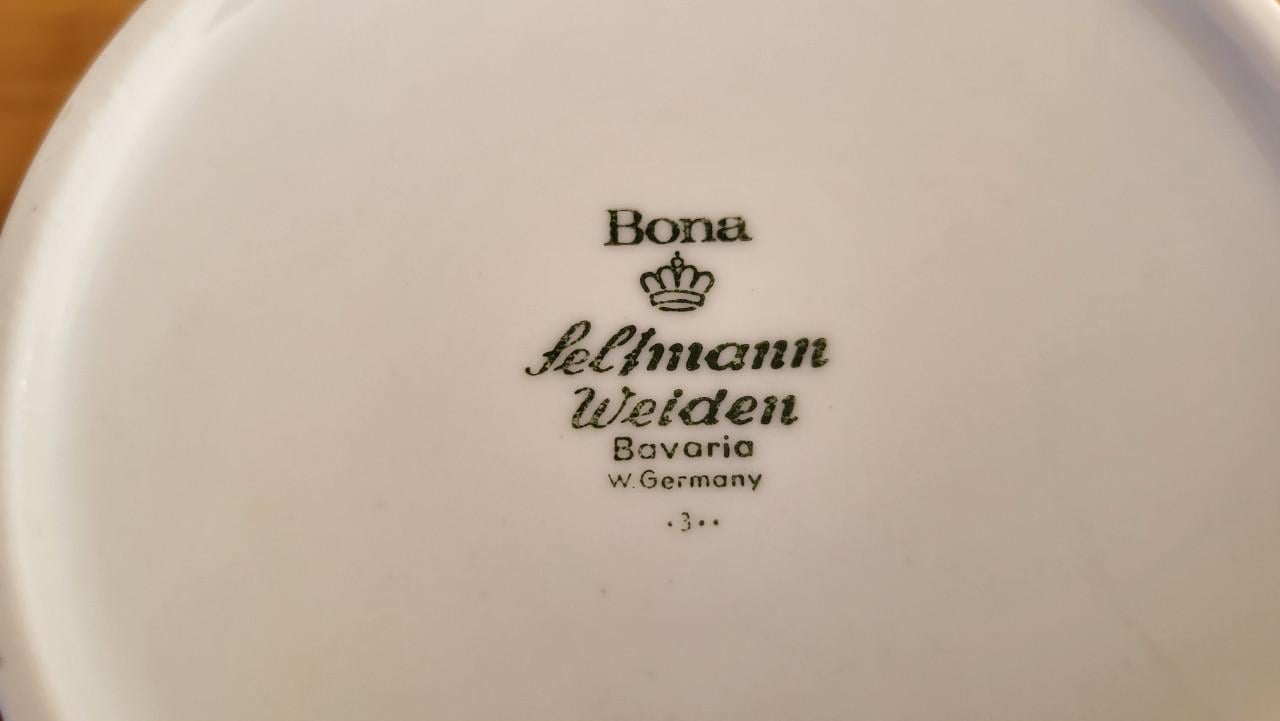 Bona
Seltmann
Weiden
Bavaria
W. Germany
·3··